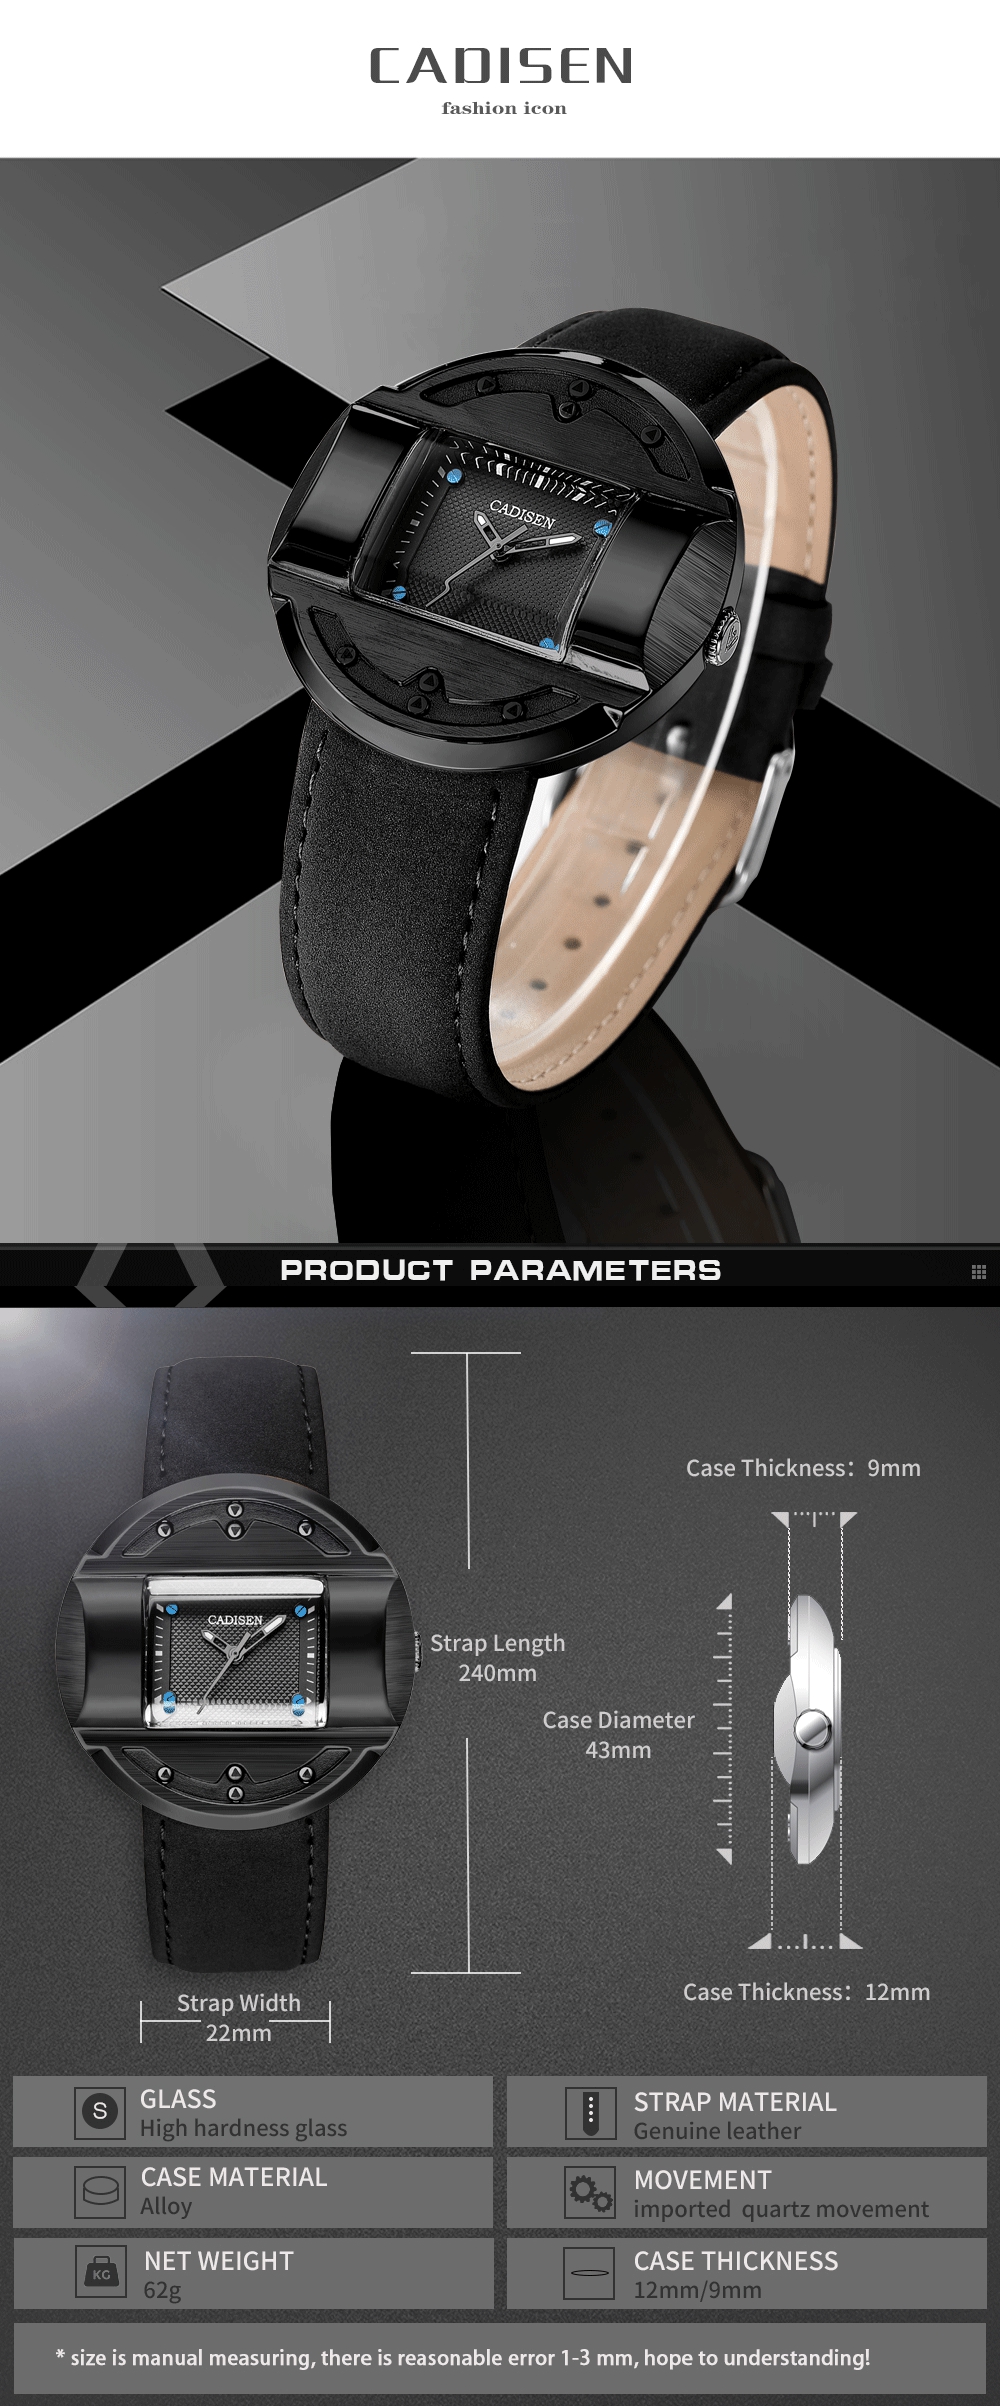 CADISEN
fashion icon
CADISEN
PRODUCT PARAMETERS
Case Thickness: 9mm
CADISEN
Strap Length
240mm
Case Diameter
43mm
Case Thickness: 12mm
Strap Width
22mm
S
GLASS
High hardness glass
STRAP MATERIAL
Genuine leather
CASE MATERIAL
Alloy
MOVEMENT
imported quartz movement
KG
NET WEIGHT
62g
CASE THICKNESS
12mm/9mm
* size is manual measuring, there is reasonable error 1-3 mm, hope to understanding!